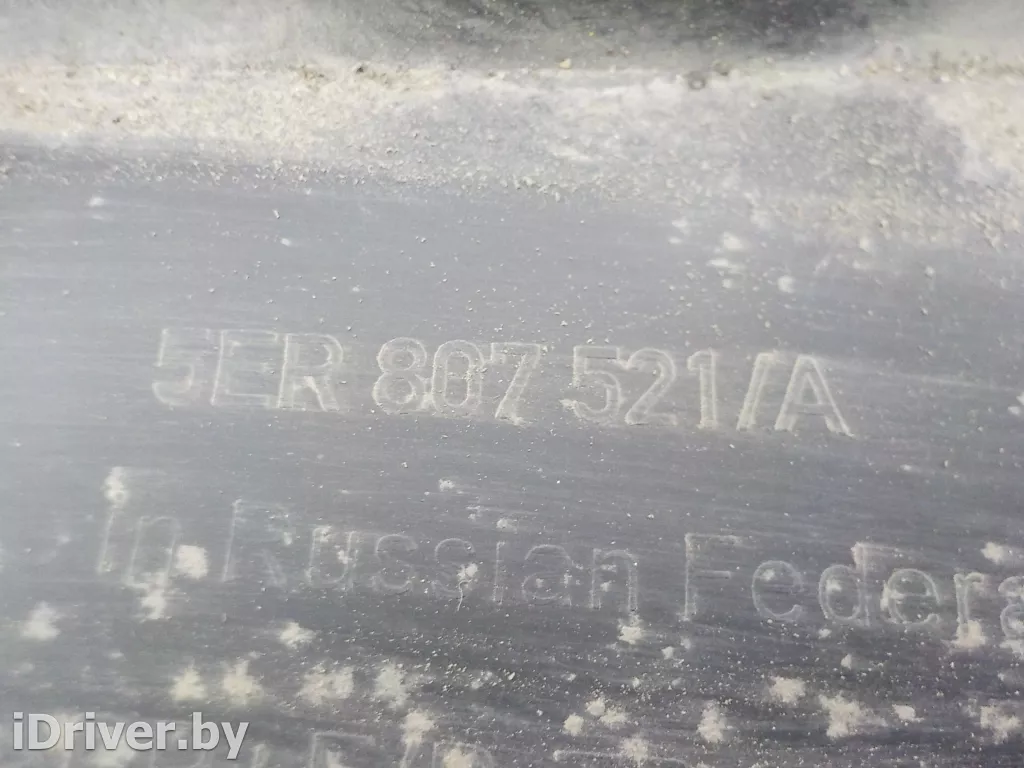 5ER 807 521/A
In Russian Federa
iDriver.by